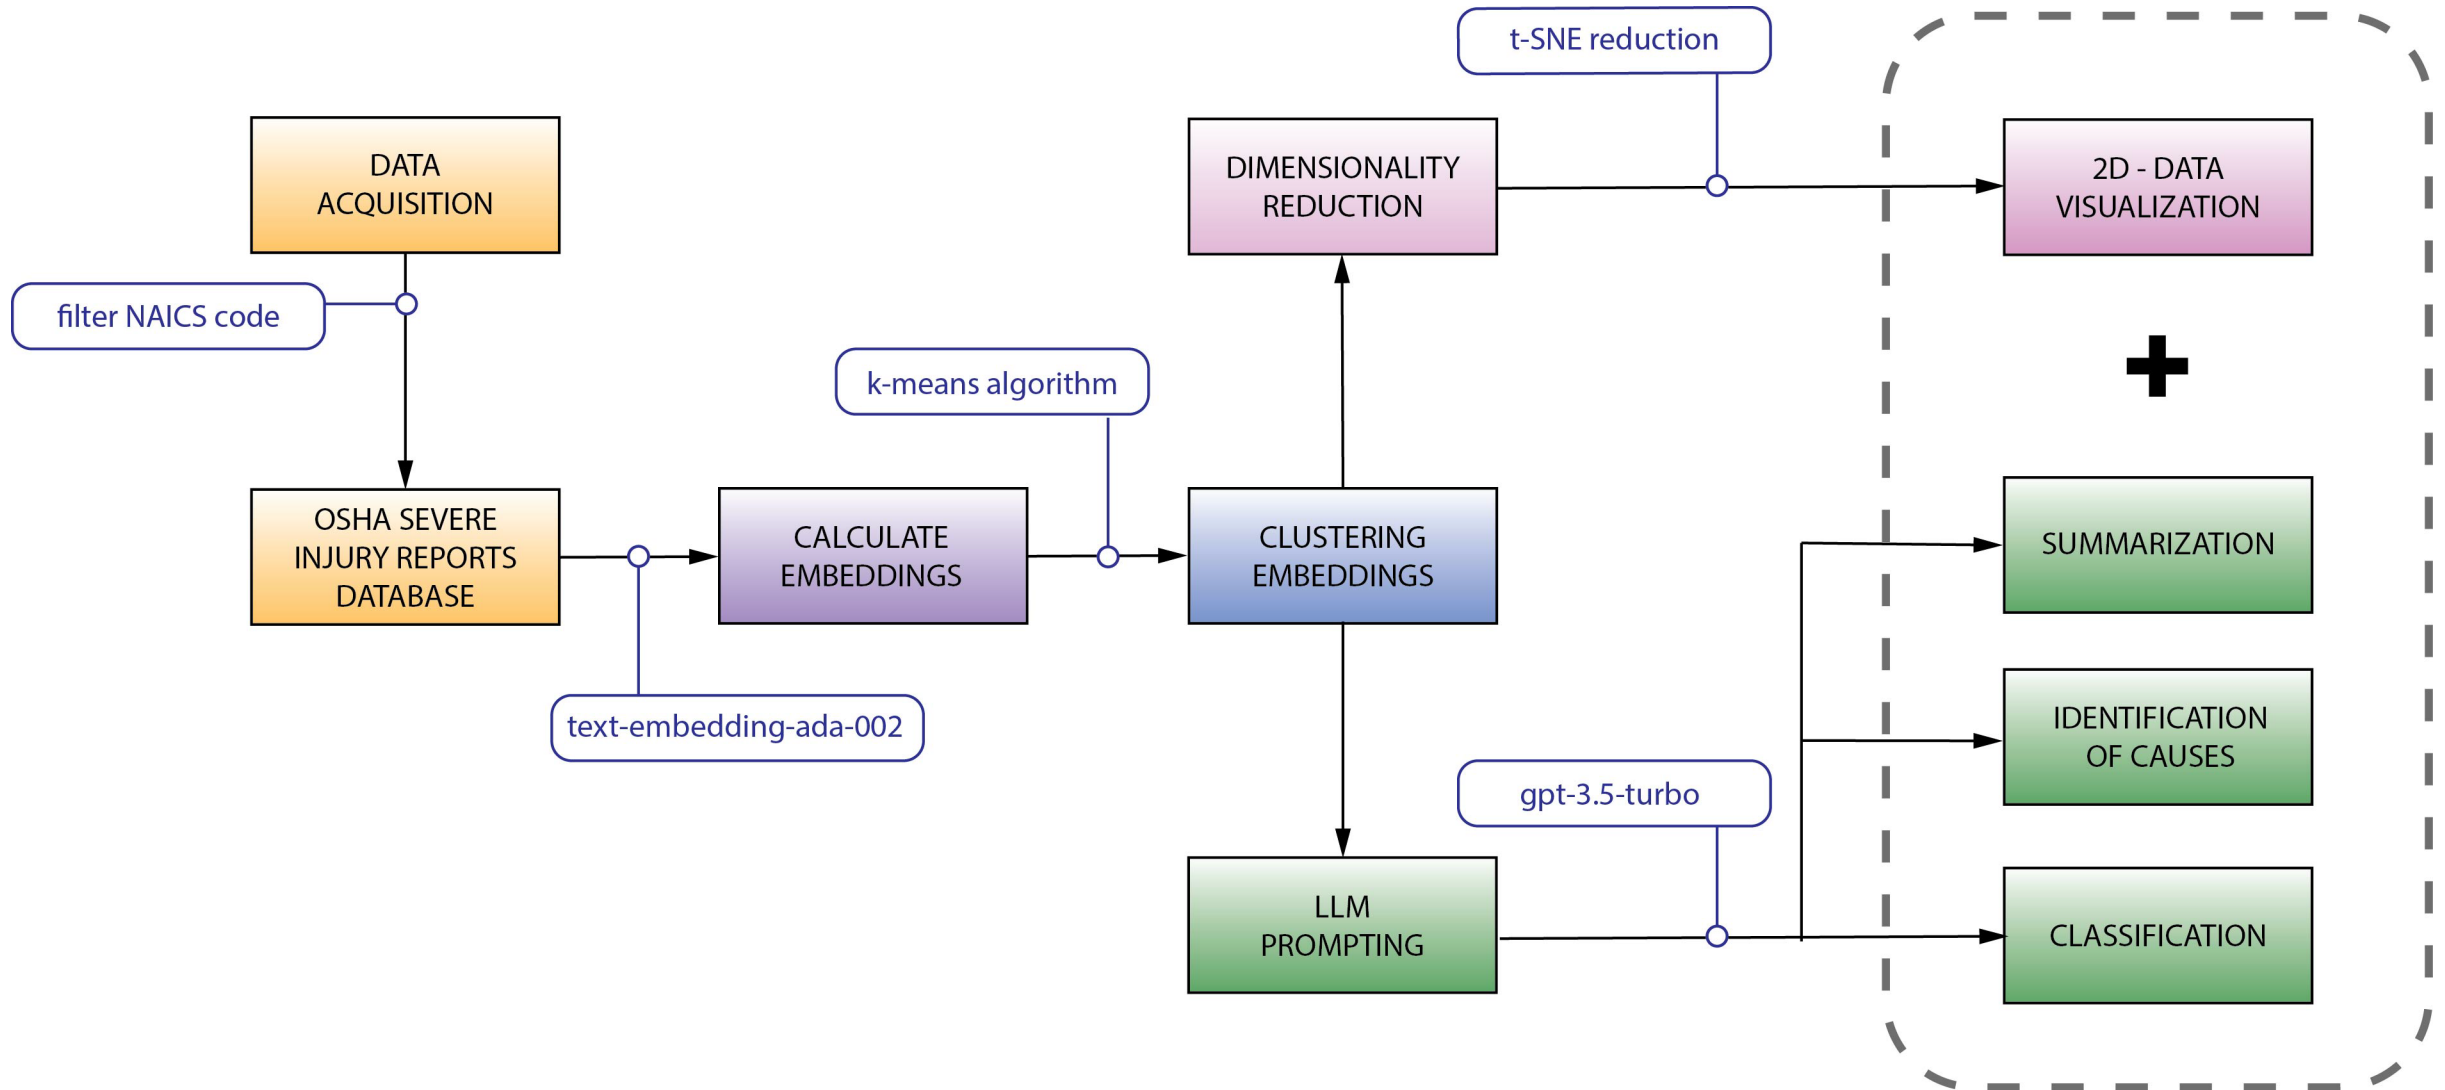 t-SNE reduction
DATA
ACQUISITION
DIMENSIONALITY
REDUCTION
2D - DATA
VISUALIZATION
filter NAICS code
k-means algorithm
OSHA SEVERE
INJURY REPORTS
DATABASE
CALCULATE
EMBEDDINGS
CLUSTERING
EMBEDDINGS
SUMMARIZATION
text-embedding-ada-002
IDENTIFICATION
OF CAUSES
gpt-3.5-turbo
LLM
PROMPTING
CLASSIFICATION